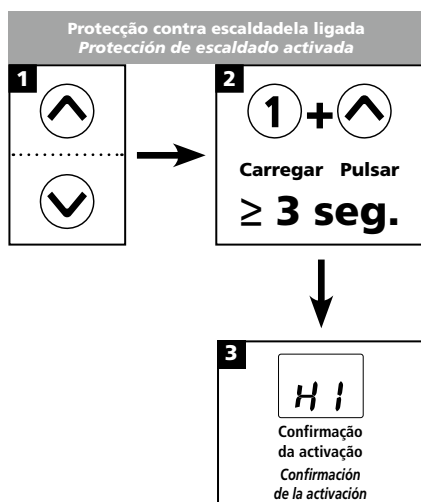 Protecção contra escaldadela ligada
Protección de escaldado activada
1
2
1 +
Carregar Pulsar
≥ 3 seg.
3
HI
Confirmação
da activação
Confirmación
de la activación